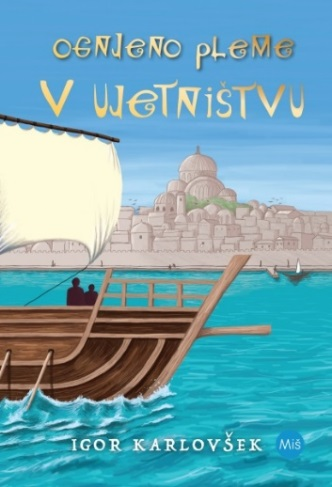 OGNJENO PLEME
V UJETNIŠTVU
IGOR KARLOVŠEK
Miš